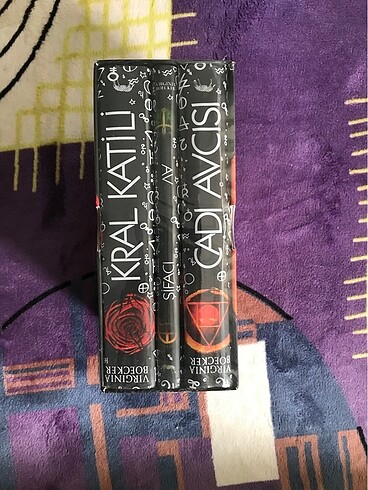 KRAL KATİLİ
VIRGINIA
BOECKER
AV
ŞİFACI
CADI AVCISI
VIRGINIA
BOECKER